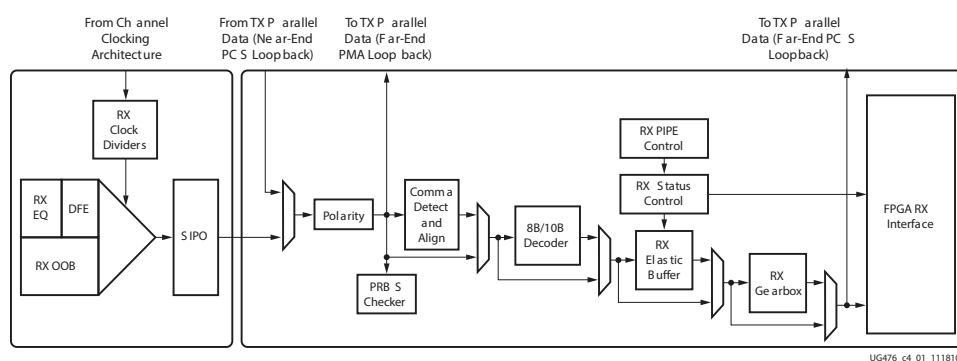 From Channel
Clocking
Architecture
From TX Parallel
Data (Near-End
PCS Loopback)
To TX Parallel
Data (Far-End
PMA Loopback)
To TX Parallel
Data (Far-End PCS
Loopback)
RX
Clock
Dividers
RX
EQ
DFE
RX OOB
SIPO
Polarity
Comma
Detect
and
Align
PRBS
Checker
8B/10B
Decoder
RX PIPE
Control
RX Status
Control
RX
Elastic
Buffer
RX
Gearbox
FPGA RX
Interface
UG476_c4_01_111810